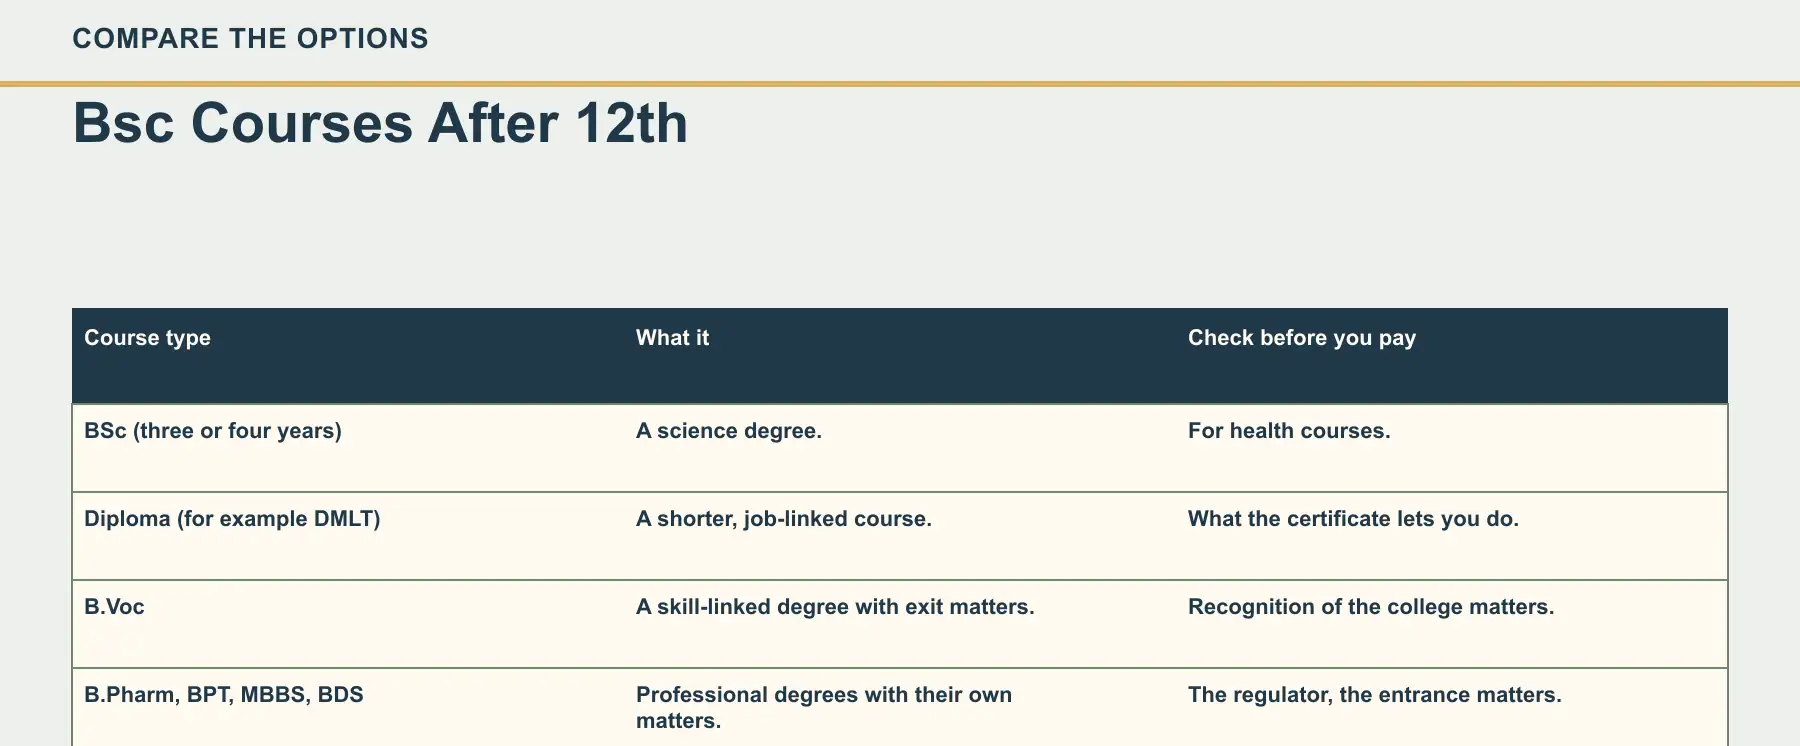 COMPARE THE OPTIONS
Bsc Courses After 12th
Course type
What it
Check before you pay
BSc (three or four years)
A science degree.
For health courses.
Diploma (for example DMLT)
A shorter, job-linked course.
What the certificate lets you do.
B.Voc
A skill-linked degree with exit matters.
Recognition of the college matters.
B.Pharm, BPT, MBBS, BDS
Professional degrees with their own
matters.
The regulator, the entrance matters.